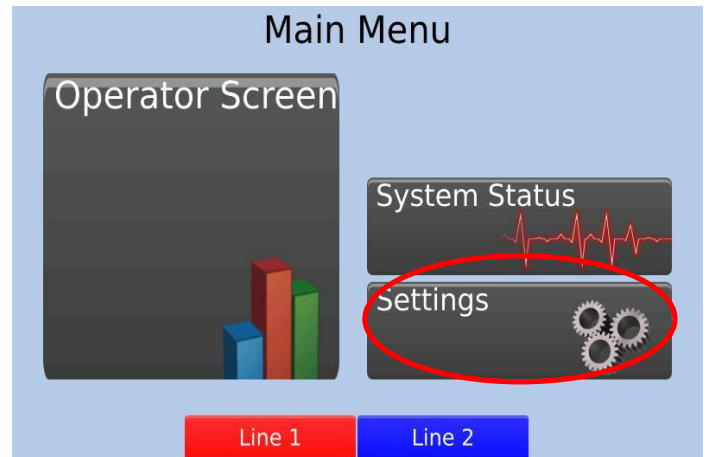 Main Menu
Operator Screen
System Status
Settings
Line 1
Line 2